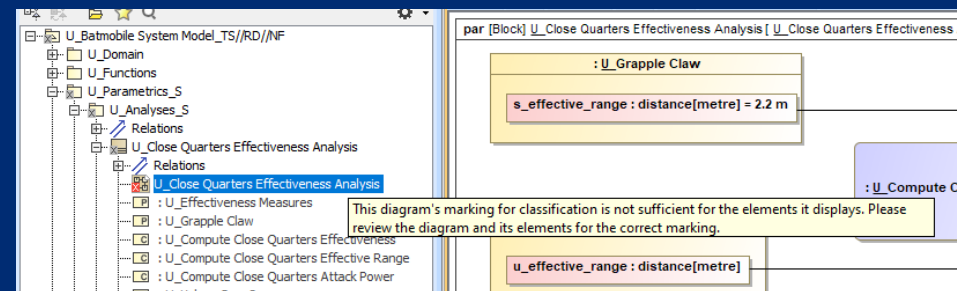 U_Batmobile System Model_TS//RD//NF
U_Domain
U_Functions
U_Parametrics_S
U_Analyses_S
Relations
U_Close Quarters Effectiveness Analysis
Relations
U_Close Quarters Effectiveness Analysis
P : U_Effectiveness Measures
P : U_Grapple Claw
C : U_Compute Close Quarters Effectiveness
C : U_Compute Close Quarters Effective Range
C : U_Compute Close Quarters Attack Power
par [Block] U_Close Quarters Effectiveness Analysis [ U_Close Quarters Effectiveness
: U_Grapple Claw
s_effective_range : distance[metre] = 2.2 m
: U_Compute C
This diagram's marking for classification is not sufficient for the elements it displays. Please
review the diagram and its elements for the correct marking.
u_effective_range : distance[metre]